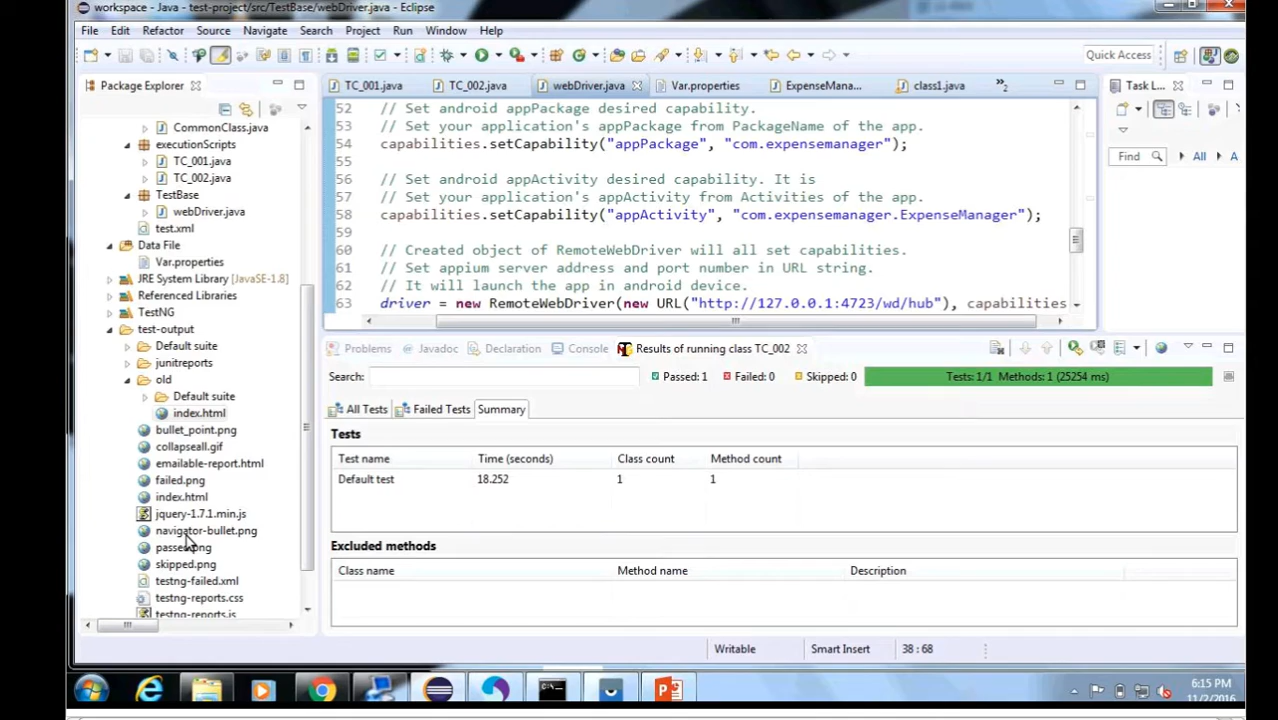 workspace - Java - test-project/src/TestBase/webDriver.java - Eclipse
File Edit Refactor Source Navigate Search Project Run Window Help
Quick Access
Package Explorer
TC_001.java TC_002.java webDriver.java Var.properties ExpenseMana... class1.java 2
Task L...
CommonClass.java
executionScripts
TC_001.java
TC_002.java
TestBase
webDriver.java
test.xml
Data File
Var.properties
JRE System Library [JavaSE-1.8]
Referenced Libraries
TestNG
test-output
Default suite
junitreports
old
Default suite
index.html
bullet_point.png
collapseall.gif
emailable-report.html
failed.png
index.html
jquery-1.7.1.min.js
navigator-bullet.png
passed.png
skipped.png
testng-failed.xml
testng-reports.css
testng-reports.js
52 // Set android appPackage desired capability.
53 // Set your application's appPackage from PackageName of the app.
54 capabilities.setCapability("appPackage", "com.expensemanager");
55
56 // Set android appActivity desired capability. It is
57 // Set your application's appActivity from Activities of the app.
58 capabilities.setCapability("appActivity", "com.expensemanager.ExpenseManager");
59
60 // Created object of RemoteWebDriver will all set capabilities.
61 // Set appium server address and port number in URL string.
62 // It will launch the app in android device.
63 driver = new RemoteWebDriver(new URL("http://127.0.0.1:4723/wd/hub"), capabilities
Find All A
Problems Javadoc Declaration Console Results of running class TC_002
Search: Passed: 1 Failed: 0 Skipped: 0 Tests: 1/1 Methods: 1 (25254 ms)
All Tests Failed Tests Summary
Tests
Test name Time (seconds) Class count Method count
Default test 18.252 1 1
Excluded methods
Class name Method name Description
Writable Smart Insert 38 : 68
6:15 PM
11/2/2016